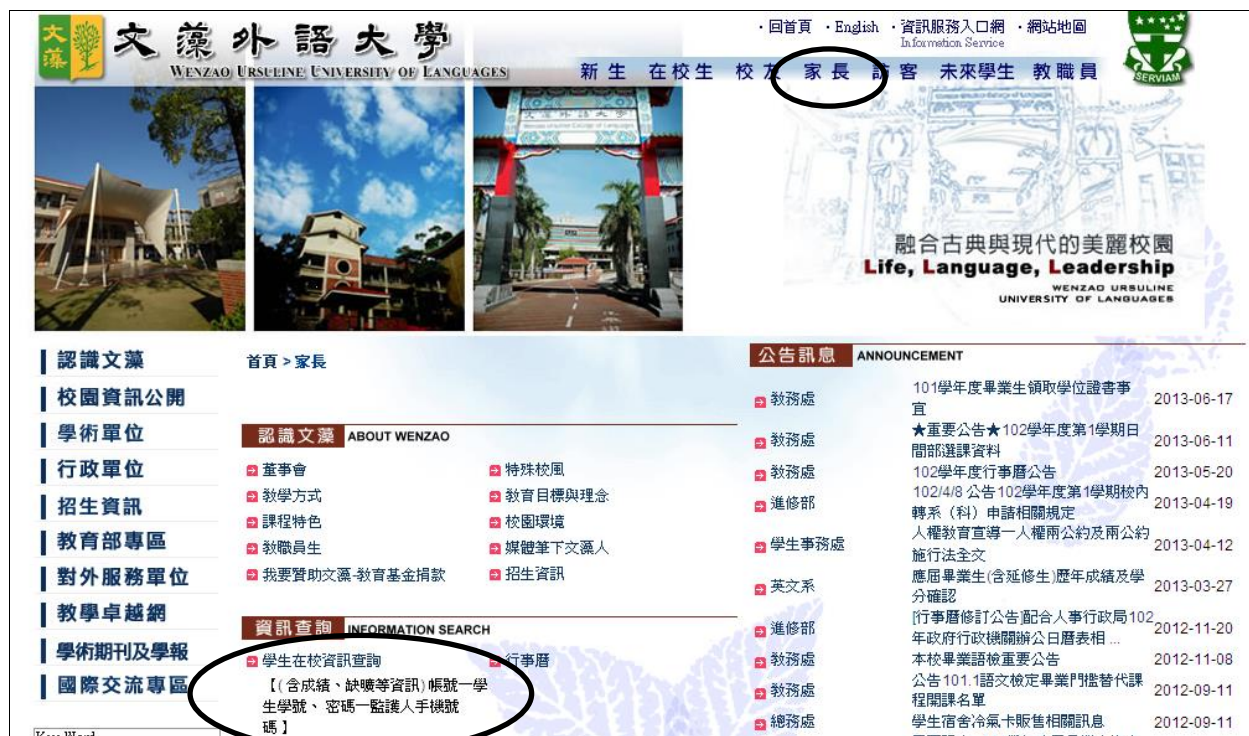 文藻
文藻外語大學
WENZAO URSULINE UNIVERSITY OF LANGUAGES
・回首頁 ・English ・資訊服務入口網 ・網站地圖
Information Service
新生 在校生 校友 家長 訪客 未來學生 教職員
SERVIAM
文藻外語大學
融合古典與現代的美麗校園
Life, Language, Leadership
WENZAO URSULINE
UNIVERSITY OF LANGUAGES
認識文藻
校園資訊公開
學術單位
行政單位
招生資訊
教育部專區
對外服務單位
教學卓越網
學術期刊及學報
國際交流專區
Key Word
首頁 > 家長
認識文藻 ABOUT WENZAO
董事會 特殊校風
教學方式 教育目標與理念
課程特色 校園環境
教職員生 媒體筆下文藻人
我要贊助文藻-教育基金捐款 招生資訊
資訊查詢 INFORMATION SEARCH
學生在校資訊查詢 行事曆
【(含成績、缺曠等資訊)帳號—學
生學號、密碼—監護人手機號
碼】
公告訊息 ANNOUNCEMENT
教務處 101學年度畢業生領取學位證書事
宜 2013-06-17
教務處 ★重要公告★102學年度第1學期日
間部選課資料 2013-06-11
教務處 102學年度行事曆公告 2013-05-20
進修部 102/4/8 公告102學年度第1學期校內
轉系（科）申請相關規定 2013-04-19
學生事務處 人權教育宣導—人權兩公約及兩公約
施行法全文 2013-04-12
英文系 應屆畢業生(含延修生)歷年成績及學
分確認 2013-03-27
進修部 [行事曆修訂公告]配合人事行政局102
年政府行政機關辦公日曆表相 ... 2012-11-20
教務處 本校畢業語檢重要公告 2012-11-08
教務處 公告101.1語文檢定畢業門檻替代課
程開課名單 2012-09-11
總務處 學生宿舍冷氣卡販售相關訊息 2012-09-11